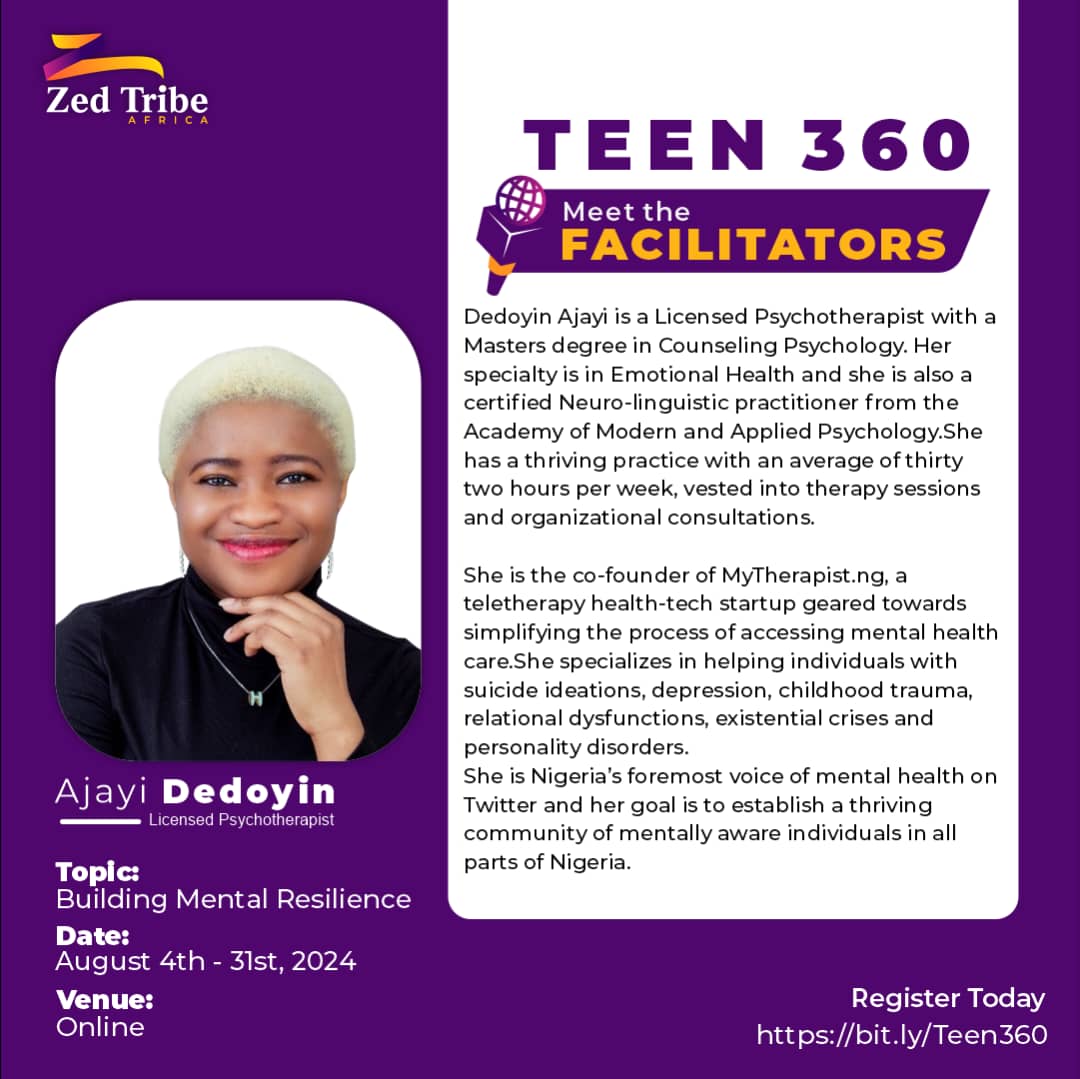 Zed Tribe
AFRICA
TEEN 360
Meet the
FACILITATORS
Dedoyin Ajayi is a Licensed Psychotherapist with a
Masters degree in Counseling Psychology. Her
specialty is in Emotional Health and she is also a
certified Neuro-linguistic practitioner from the
Academy of Modern and Applied Psychology.She
has a thriving practice with an average of thirty
two hours per week, vested into therapy sessions
and organizational consultations.
She is the co-founder of MyTherapist.ng, a
teletherapy health-tech startup geared towards
simplifying the process of accessing mental health
care.She specializes in helping individuals with
suicide ideations, depression, childhood trauma,
relational dysfunctions, existential crises and
personality disorders.
She is Nigeria's foremost voice of mental health on
Twitter and her goal is to establish a thriving
community of mentally aware individuals in all
parts of Nigeria.
H
Ajayi Dedoyin
Licensed Psychotherapist
Topic:
Building Mental Resilience
Date:
August 4th - 31st, 2024
Venue:
Online
Register Today
https://bit.ly/Teen360